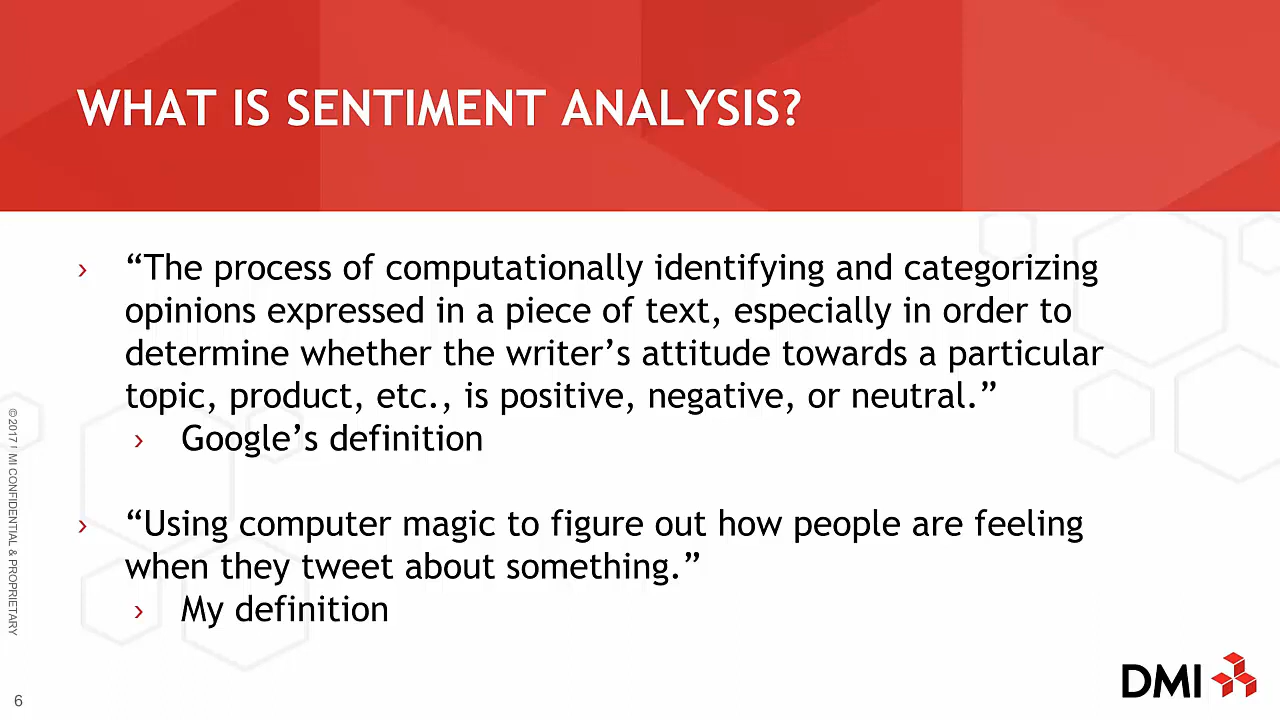 WHAT IS SENTIMENT ANALYSIS?
› “The process of computationally identifying and categorizing
opinions expressed in a piece of text, especially in order to
determine whether the writer’s attitude towards a particular
topic, product, etc., is positive, negative, or neutral.”
› Google’s definition
› “Using computer magic to figure out how people are feeling
when they tweet about something.”
› My definition
© 2017 MI CONFIDENTIAL & PROPRIETARY
DMI
6